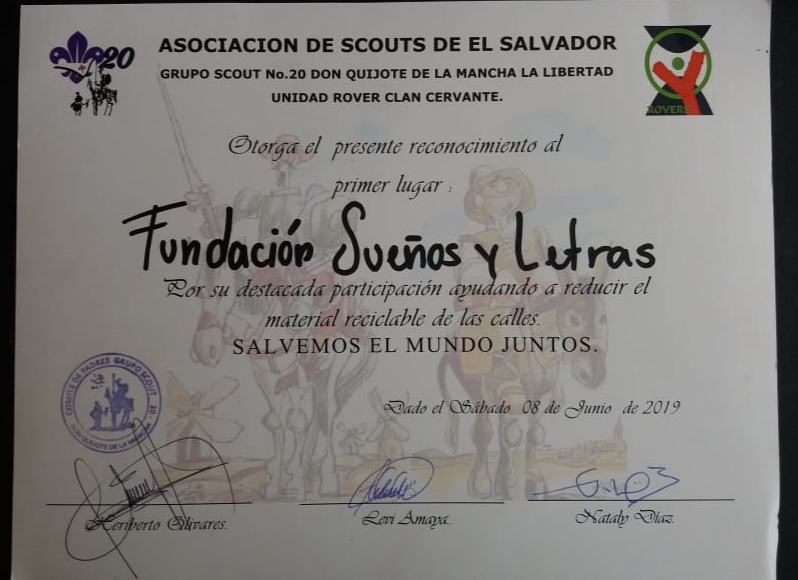 20
ASOCIACION DE SCOUTS DE EL SALVADOR
GRUPO SCOUT No.20 DON QUIJOTE DE LA MANCHA LA LIBERTAD
UNIDAD ROVER CLAN CERVANTE.
ROVERS
Otorga el presente reconocimiento al
primer lugar :
Fundación Sueños y Letras
Por su destacada participación ayudando a reducir el
material reciclable de las calles.
SALVEMOS EL MUNDO JUNTOS.
COMITE DE PADRES GRUPO SCOUT 20
DON QUIJOTE DE LA MANCHA
Dado el Sábado 08 de Junio de 2019
Heriberto Olivares.
Levi Amaya.
Nataly Díaz.